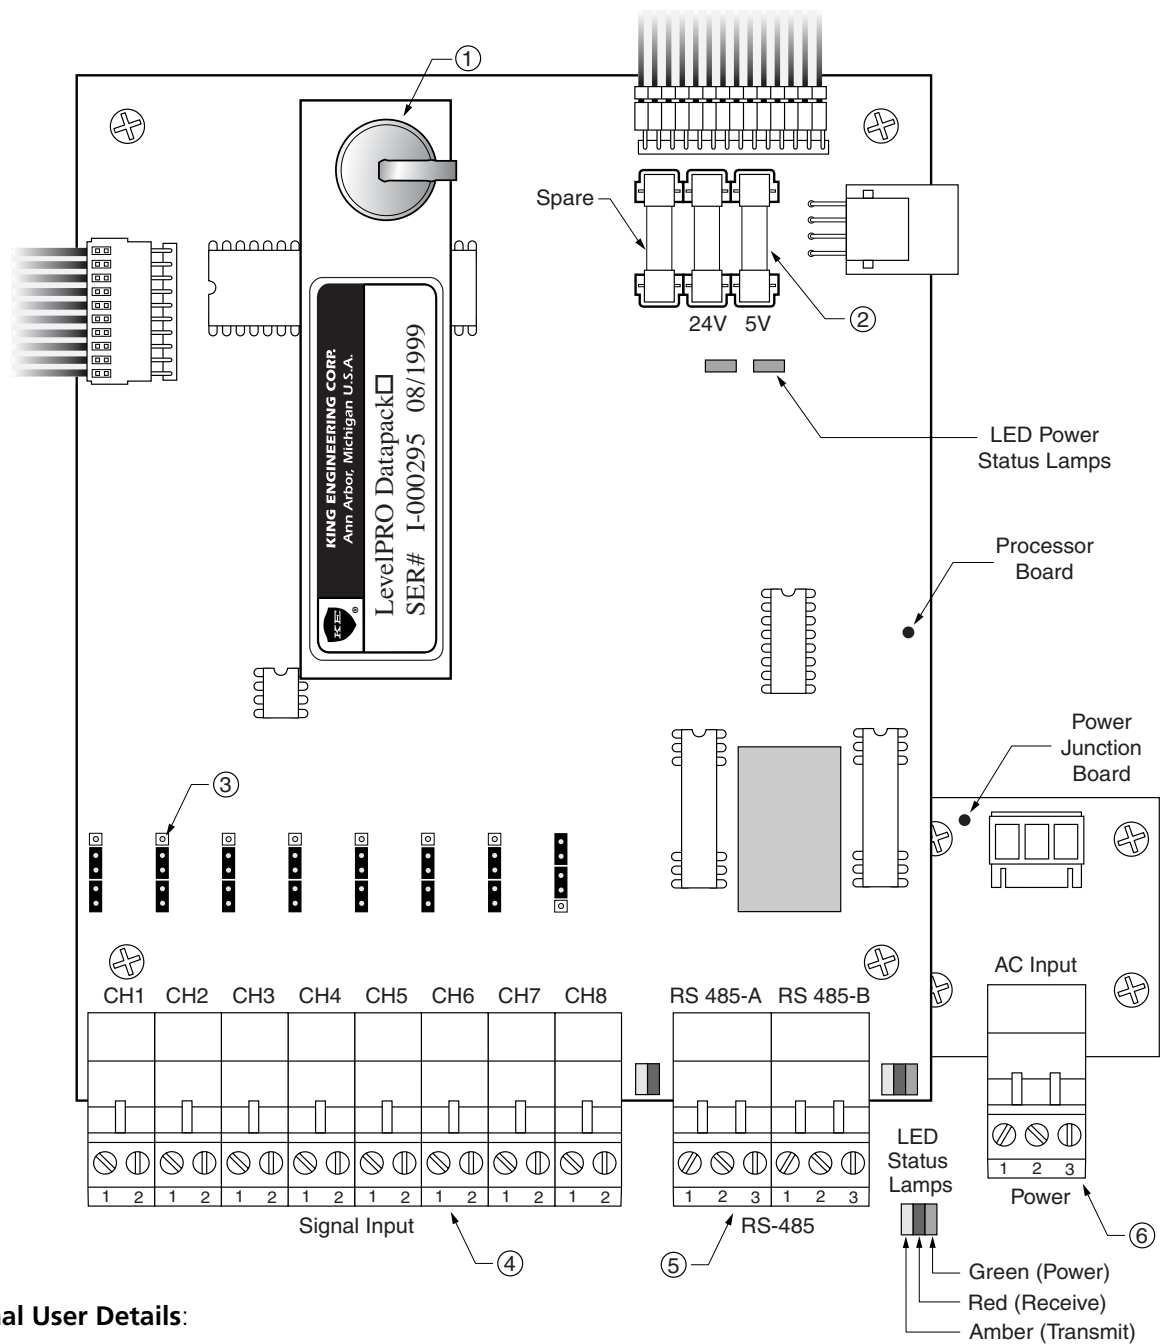 1
Spare
2
24V 5V
KING ENGINEERING CORP.
Ann Arbor, Michigan U.S.A.
LevelPRO Datapack□
SER# I-000295 08/1999
KE
®
LED Power
Status Lamps
Processor
Board
Power
Junction
Board
3
AC Input
CH1 CH2 CH3 CH4 CH5 CH6 CH7 CH8
RS 485-A RS 485-B
LED
Status
Lamps
1 2 1 2 1 2 1 2 1 2 1 2 1 2 1 2
1 2 3 1 2 3
1 2 3
Signal Input
RS-485
Power
4
5
6
Green (Power)
Red (Receive)
Amber (Transmit)
al User Details: